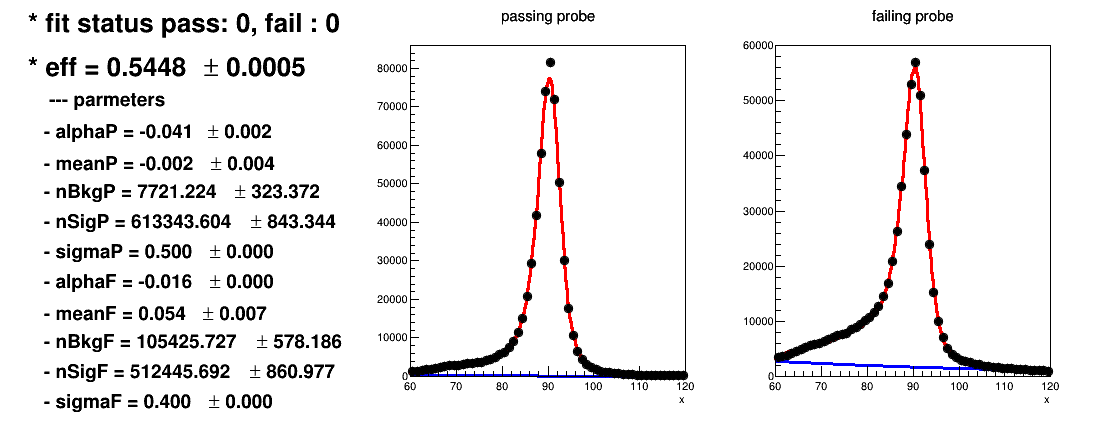 * fit status pass: 0, fail : 0
* eff = 0.5448 ± 0.0005
--- parmeters
- alphaP = -0.041 ± 0.002
- meanP = -0.002 ± 0.004
- nBkgP = 7721.224 ± 323.372
- nSigP = 613343.604 ± 843.344
- sigmaP = 0.500 ± 0.000
- alphaF = -0.016 ± 0.000
- meanF = 0.054 ± 0.007
- nBkgF = 105425.727 ± 578.186
- nSigF = 512445.692 ± 860.977
- sigmaF = 0.400 ± 0.000
passing probe
80000
70000
60000
50000
40000
30000
20000
10000
0
60 70 80 90 100 110 120
x
failing probe
60000
50000
40000
30000
20000
10000
0
60 70 80 90 100 110 120
x